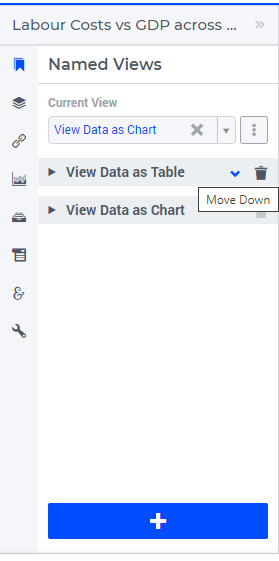 Labour Costs vs GDP across ...
Named Views
Current View
View Data as Chart
View Data as Table
Move Down
View Data as Chart